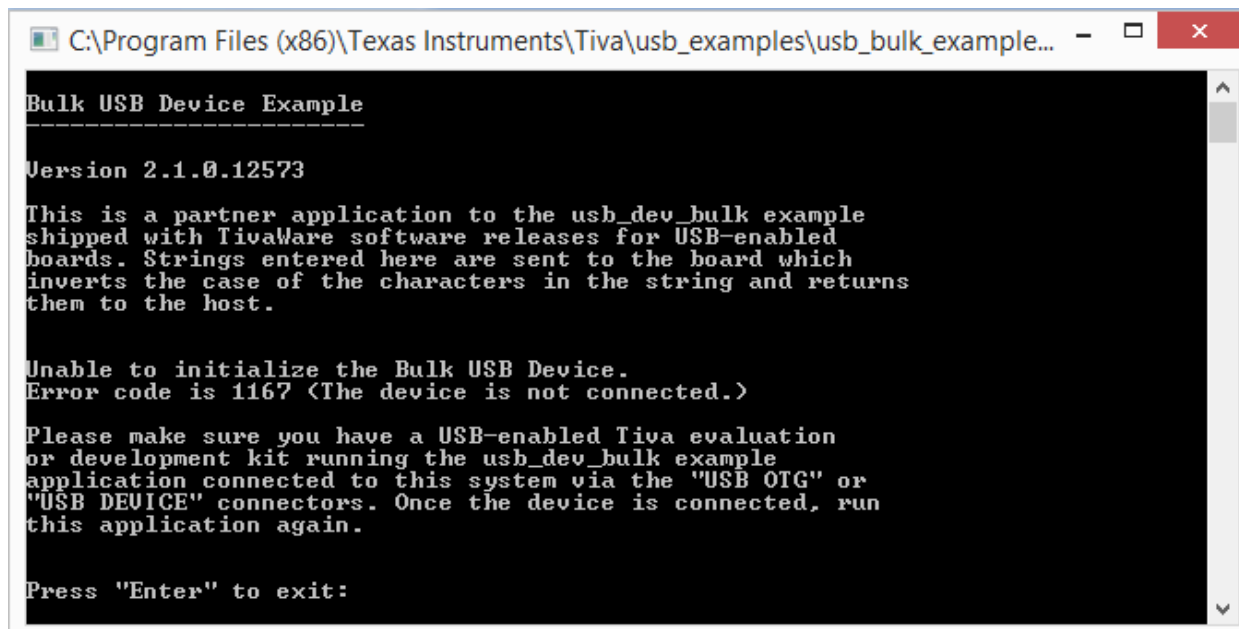 C:\Program Files (x86)\Texas Instruments\Tiva\usb_examples\usb_bulk_example...
Bulk USB Device Example
-----------------------
Version 2.1.0.12573
This is a partner application to the usb_dev_bulk example
shipped with TivaWare software releases for USB-enabled
boards. Strings entered here are sent to the board which
inverts the case of the characters in the string and returns
them to the host.
Unable to initialize the Bulk USB Device.
Error code is 1167 (The device is not connected.)
Please make sure you have a USB-enabled Tiva evaluation
or development kit running the usb_dev_bulk example
application connected to this system via the "USB OTG" or
"USB DEVICE" connectors. Once the device is connected, run
this application again.
Press "Enter" to exit: